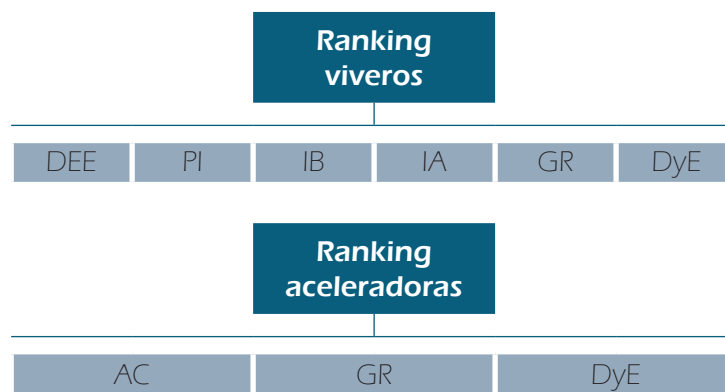 Ranking
viveros
DEE PI IB IA GR DyE
Ranking
aceleradoras
AC GR DyE